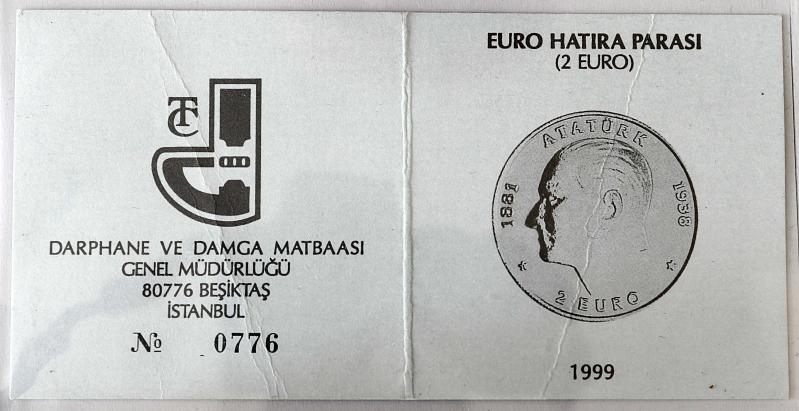 TC
DARPHANE VE DAMGA MATBAASI
GENEL MÜDÜRLÜĞÜ
80776 BEŞİKTAŞ
İSTANBUL
№ 0776
EURO HATIRA PARASI
(2 EURO)
ATATÜRK
1881
1938
2 EURO
1999